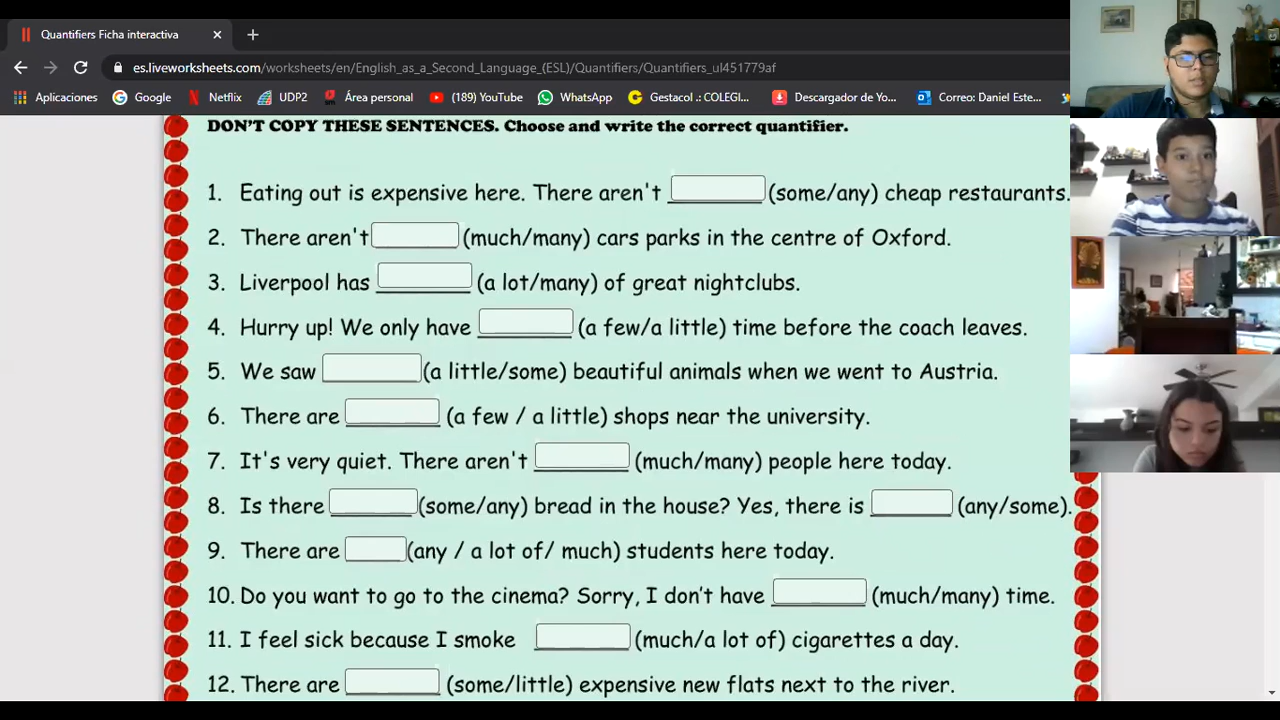 Quantifiers Ficha interactiva
es.liveworksheets.com/worksheets/en/English_as_a_Second_Language_(ESL)/Quantifiers/Quantifiers_ul451779af
Aplicaciones Google Netflix UDP2 Área personal (189) YouTube WhatsApp Gestacol .: COLEGI... Descargador de Yo... Correo: Daniel Este...
DON'T COPY THESE SENTENCES. Choose and write the correct quantifier.
1. Eating out is expensive here. There aren't (some/any) cheap restaurants.
2. There aren't (much/many) cars parks in the centre of Oxford.
3. Liverpool has (a lot/many) of great nightclubs.
4. Hurry up! We only have (a few/a little) time before the coach leaves.
5. We saw (a little/some) beautiful animals when we went to Austria.
6. There are (a few / a little) shops near the university.
7. It's very quiet. There aren't (much/many) people here today.
8. Is there (some/any) bread in the house? Yes, there is (any/some).
9. There are (any / a lot of/ much) students here today.
10. Do you want to go to the cinema? Sorry, I don't have (much/many) time.
11. I feel sick because I smoke (much/a lot of) cigarettes a day.
12. There are (some/little) expensive new flats next to the river.